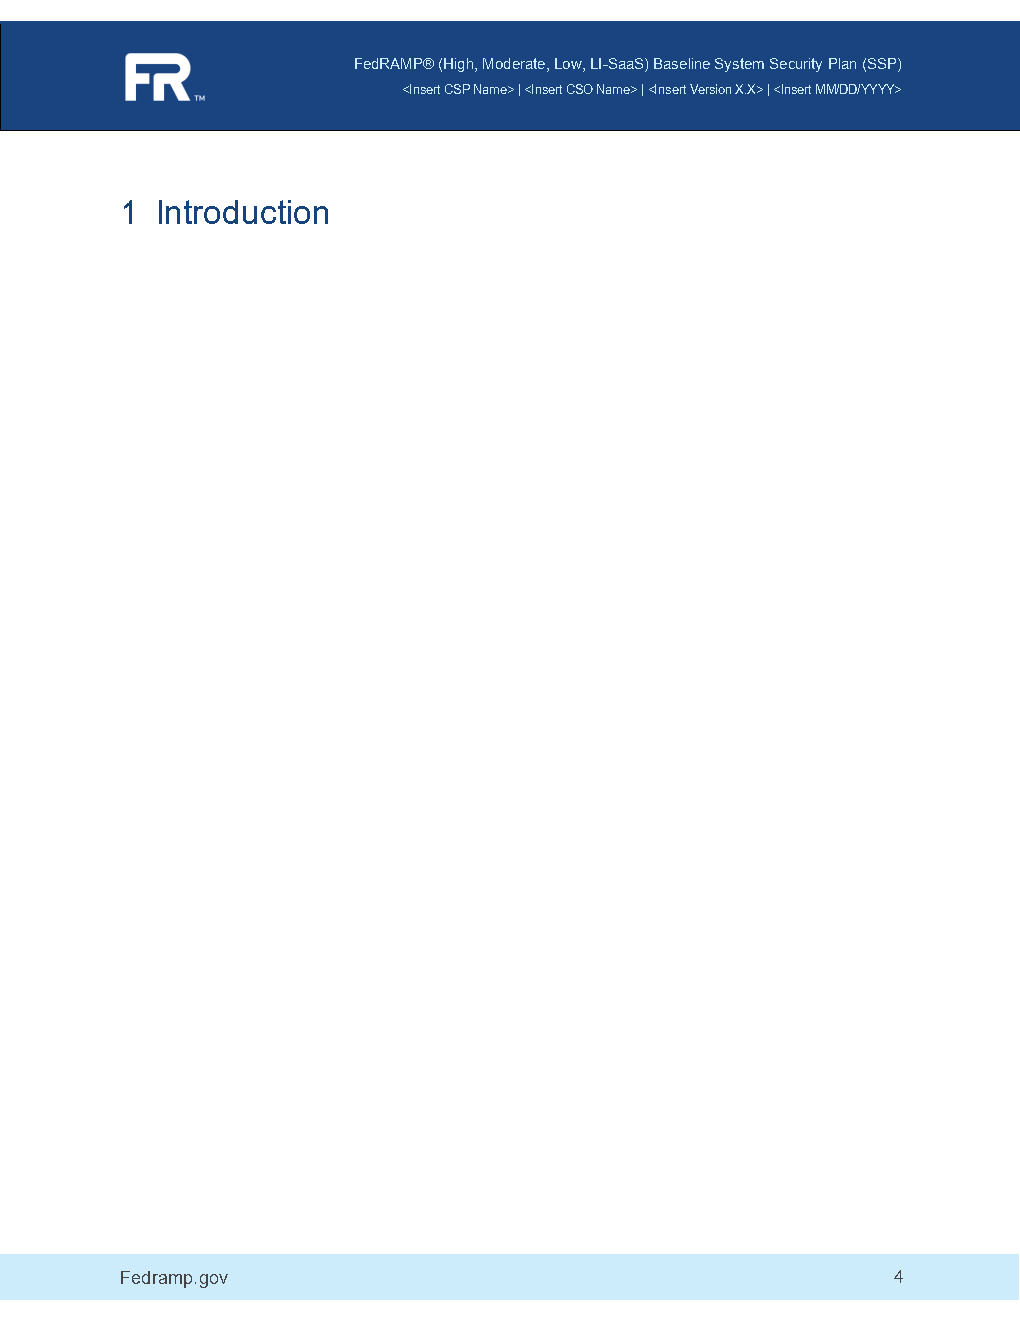 FR™
FedRAMP® (High, Moderate, Low, LI-SaaS) Baseline System Security Plan (SSP)
<Insert CSP Name> | <Insert CSO Name> | <Insert Version X.X> | <Insert MM/DD/YYYY>
1 Introduction
Fedramp.gov 4